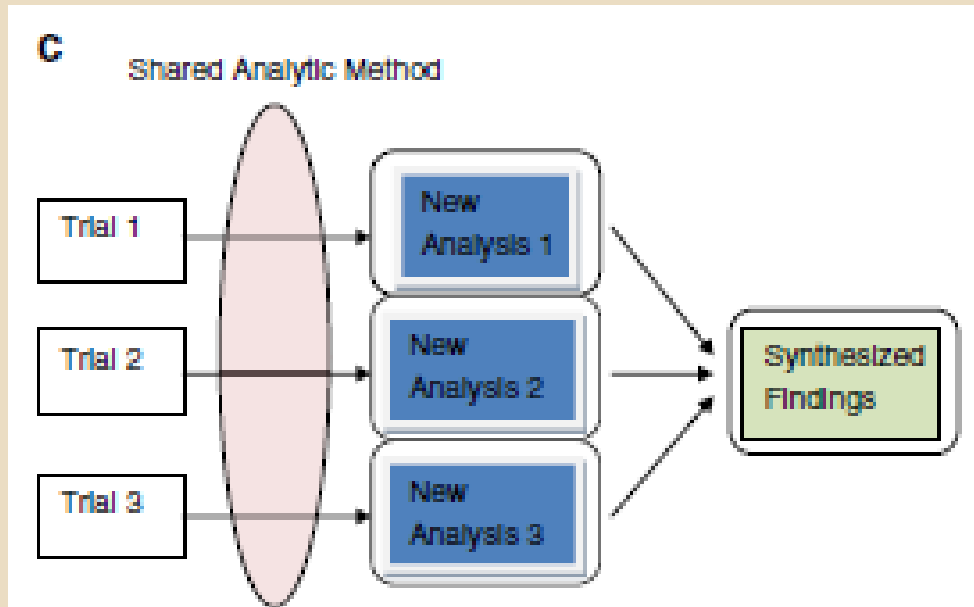 C
Shared Analytic Method
Trial 1
New
Analysis 1
Trial 2
New
Analysis 2
Synthesized
Findings
Trial 3
New
Analysis 3